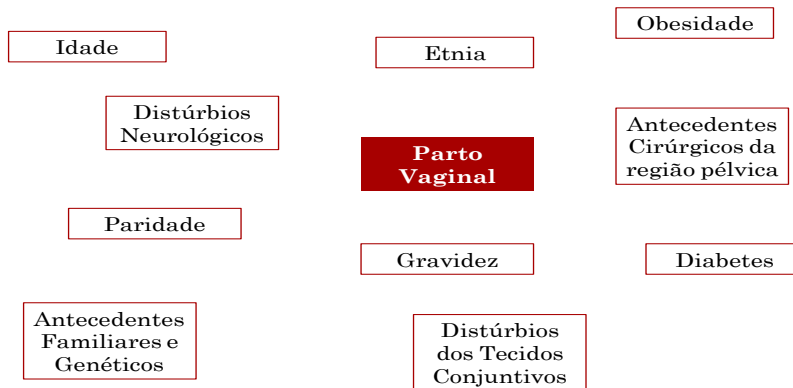 Idade
Etnia
Obesidade
Distúrbios
Neurológicos
Parto
Vaginal
Antecedentes
Cirúrgicos da
região pélvica
Paridade
Gravidez
Diabetes
Antecedentes
Familiares e
Genéticos
Distúrbios
dos Tecidos
Conjuntivos